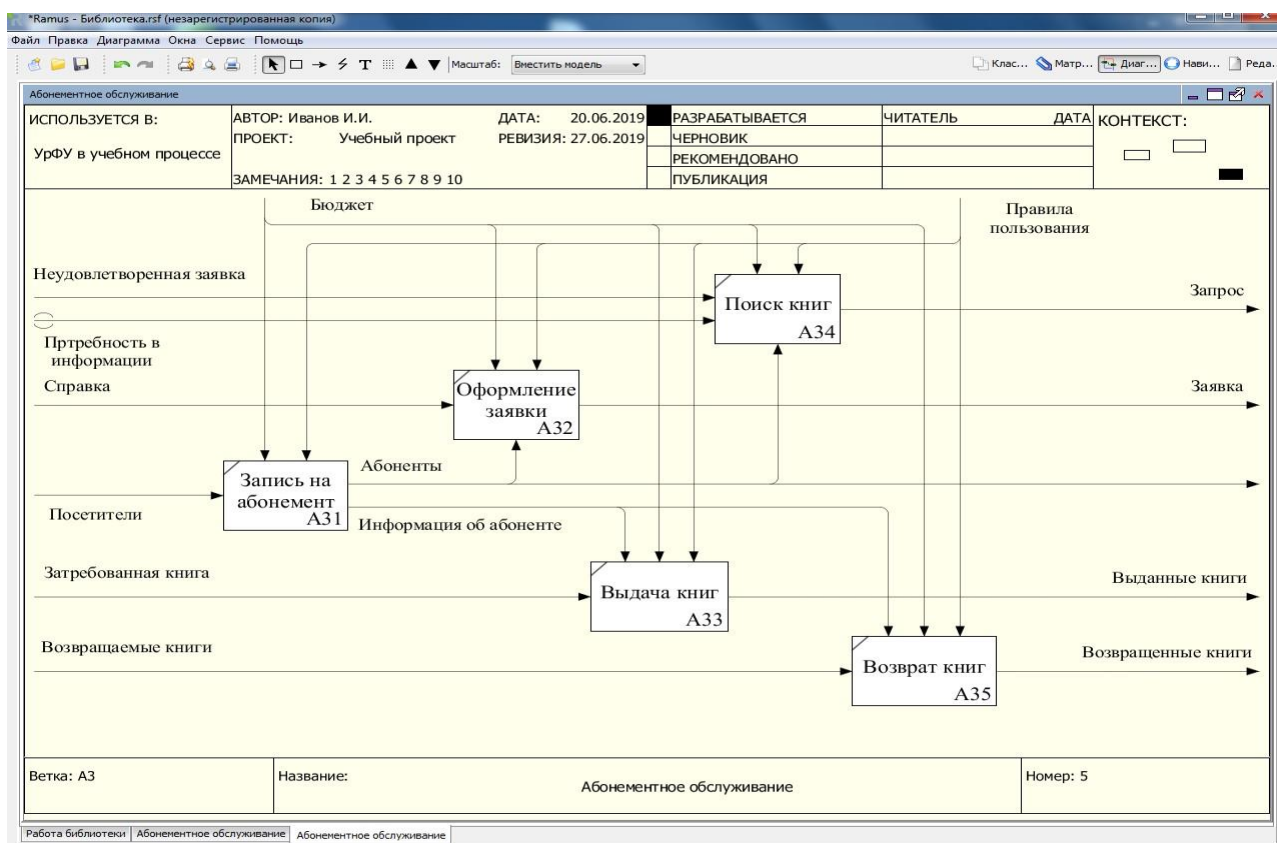 *Ramus - Библиотека.rsf (незарегистрированная копия)
Файл Правка Диаграмма Окна Сервис Помощь
Масштаб: Вместить модель Клас... Матр... Диаг... Нави... Реда.
Абонементное обслуживание
ИСПОЛЬЗУЕТСЯ В: АВТОР: Иванов И.И. ДАТА: 20.06.2019 РАЗРАБАТЫВАЕТСЯ ЧИТАТЕЛЬ ДАТА КОНТЕКСТ:
ПРОЕКТ: Учебный проект РЕВИЗИЯ: 27.06.2019 ЧЕРНОВИК
УрФУ в учебном процессе РЕКОМЕНДОВАНО
ЗАМЕЧАНИЯ: 1 2 3 4 5 6 7 8 9 10 ПУБЛИКАЦИЯ
Бюджет
Правила
пользования
Неудовлетворенная заявка
Запрос
Поиск книг
A34
Пртребность в
информации
Справка
Оформление
заявки
A32
Заявка
Абоненты
Запись на
абонемент
A31
Посетители
Информация об абоненте
Затребованная книга
Выдача книг
A33
Выданные книги
Возвращаемые книги
Возврат книг
A35
Возвращенные книги
Ветка: A3 Название: Абонементное обслуживание Номер: 5
Работа библиотеки Абонементное обслуживание Абонементное обслуживание